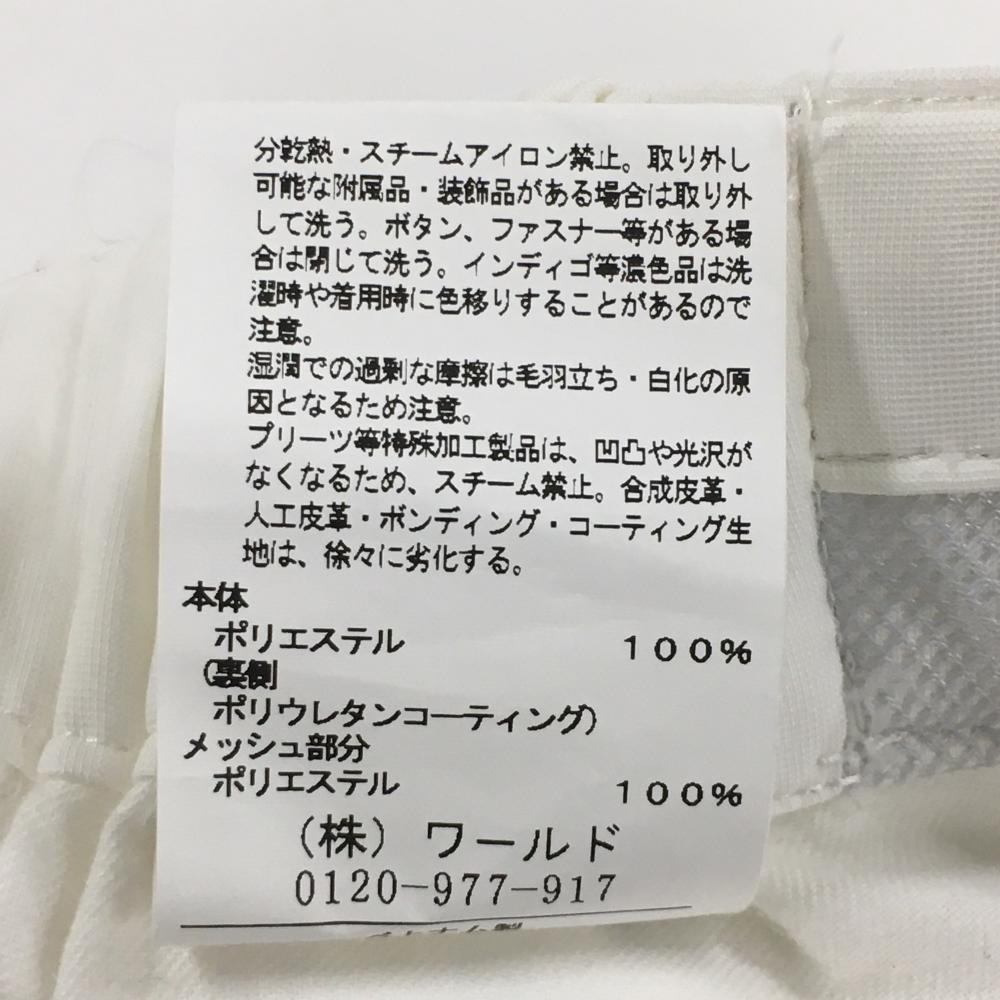 分乾熱・スチームアイロン禁止。取り外し
可能な附属品・装飾品がある場合は取り外
して洗う。ボタン、ファスナー等がある場
合は閉じて洗う。インディゴ等濃色品は洗
濯時や着用時に色移りすることがあるので
注意。
湿潤での過剰な摩擦は毛羽立ち・白化の原
因となるため注意。
プリーツ等特殊加工製品は、凹凸や光沢が
なくなるため、スチーム禁止。合成皮革・
人工皮革・ボンディング・コーティング生
地は、徐々に劣化する。
本体
ポリエステル 100%
(裏側
ポリウレタンコーティング)
メッシュ部分
ポリエステル 100%
(株) ワールド
0120-977-917